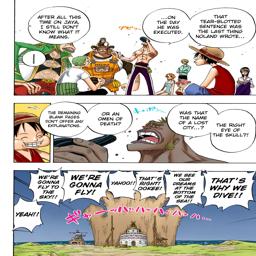 THAT
TEAR-BLOTTED
SENTENCE WAS
THE LAST THING
NOLAND WROTE...
...ON
THE DAY
HE WAS
EXECUTED.
AFTER ALL THIS
TIME ON JAYA,
I STILL DON'T
KNOW WHAT IT
MEANS.
THE RIGHT
EYE OF THE
SKULL?!
WAS THAT
THE NAME
OF A LOST
CITY...?
OR AN
OMEN OF
DEATH?
THE REMAINING
BLANK PAGES
DON'T OFFER ANY
EXPLANATIONS.
THAT'S
WHY WE
DIVE!!
WE SEE
OUR
DREAMS
AT THE
BOTTOM
OF THE
SEA!!
THAT'S
RIGHT!
OOKEE!
YAHOO!!
WE'RE
GONNA
FLY!
WE'RE
GONNA
FLY TO
THE
SKY!!
YEAH!!